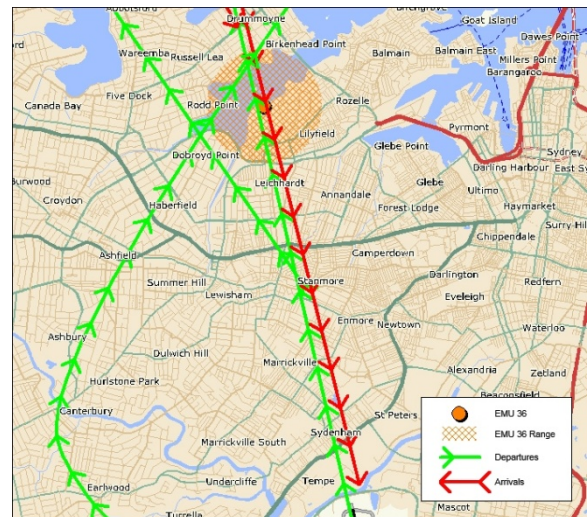 Abbotsford
Drummoyne
Goat Island
Dawes Point
Birkenhead Point
Wareemba
Russell Lea
Balmain
Balmain East
Millers Point
Barangaroo
Canada Bay
Five Dock
Rodd Point
Rozelle
Lilyfield
Pyrmont
Dobroyd Point
Glebe Point
Sydney
Darling Harbour
East Sy
Burwood
Croydon
Leichhardt
Annandale
Glebe
Ultimo
Haberfield
Forest Lodge
Haymarket
Surry Hil
Chippendale
Ashfield
Camperdown
Summer Hill
Stanmore
Darlington
Redfern
Lewisham
Eveleigh
Enmore
Newtown
Waterloo
Ashbury
Dulwich Hill
Marrickville
Alexandria
Zetland
Hurlstone Park
Beaconsfield
Canterbury
St Peters
Sydenham
Marrickville South
Earlwood
Undercliffe
Tempe
Turrella
Mascot
EMU 36
EMU 36 Range
Departures
Arrivals